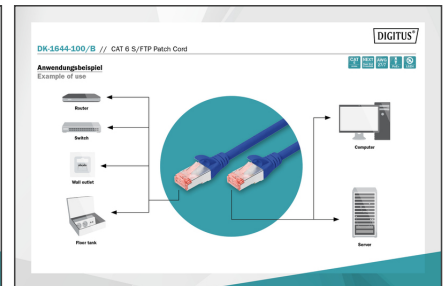 DIGITUS®
DK-1644-100/B // CAT 6 S/FTP Patch Cord
Anwendungsbeispiel
Example of use
Router
Switch
Wall outlet
Floor tank
Computer
Server